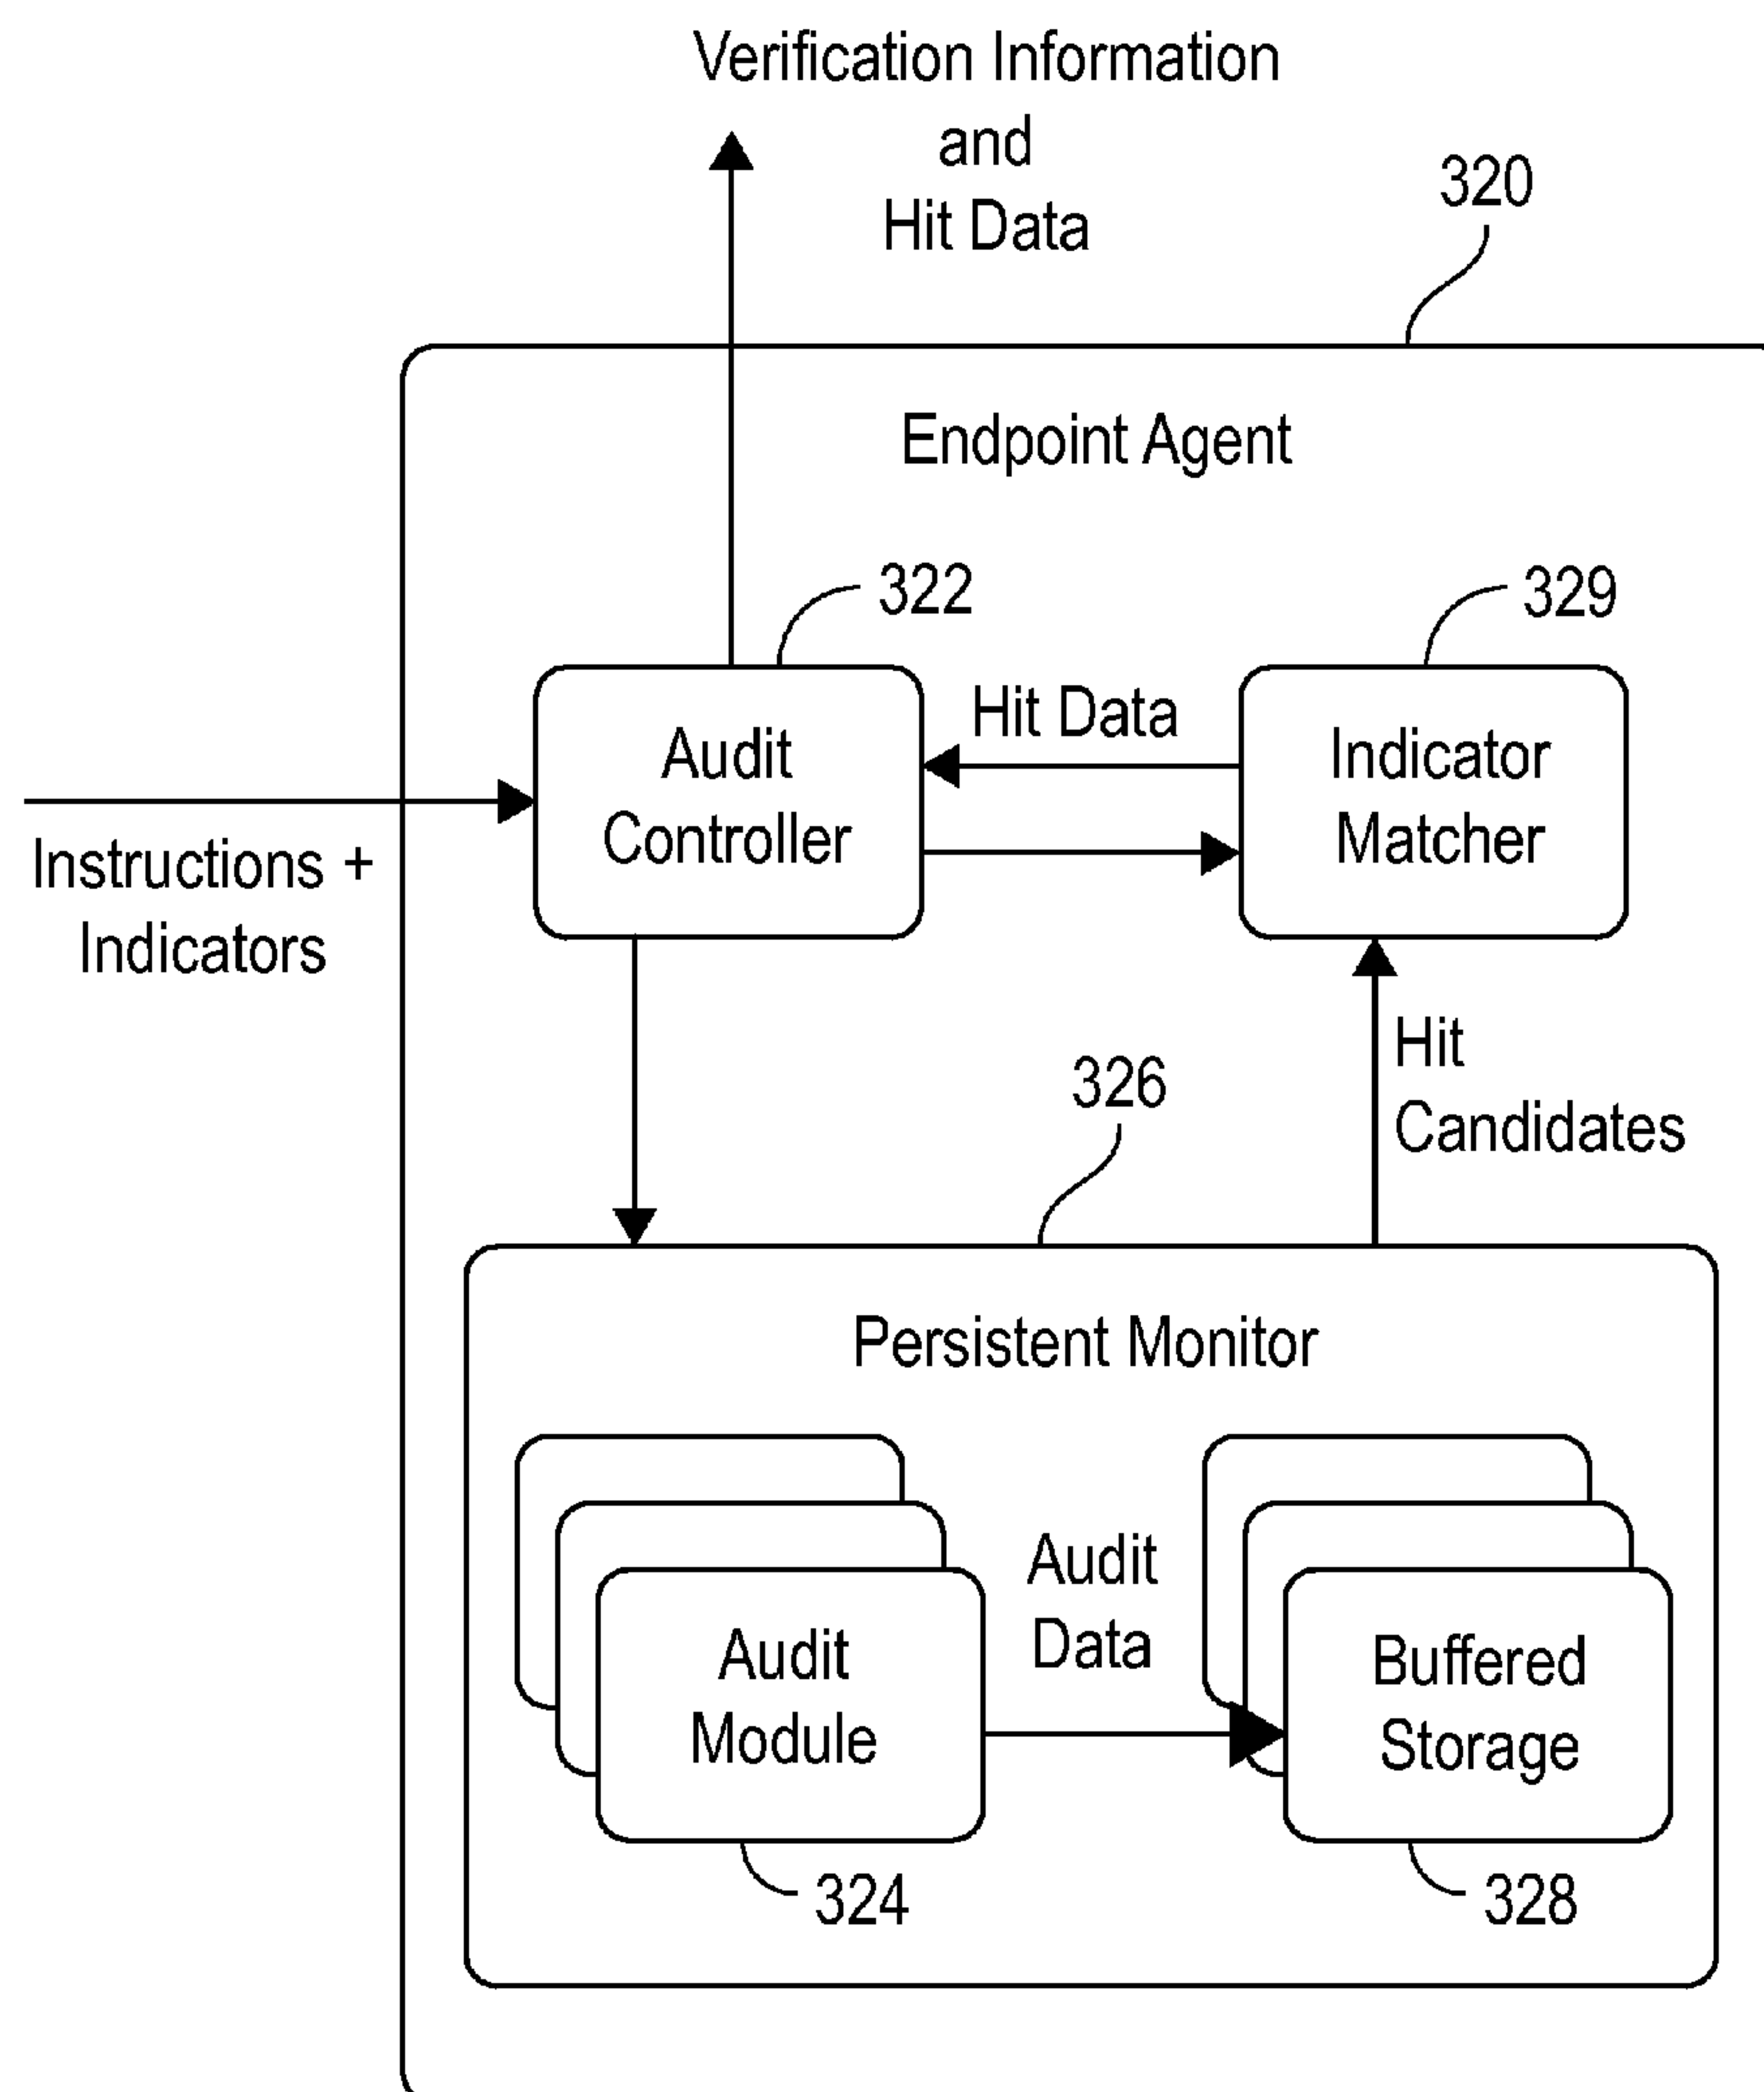 Verification Information
and
Hit Data
320
Endpoint Agent
322
329
Hit Data
Audit
Controller
Indicator
Matcher
Instructions +
Indicators
Hit
Candidates
326
Persistent Monitor
Audit
Data
Audit
Module
Buffered
Storage
324
328